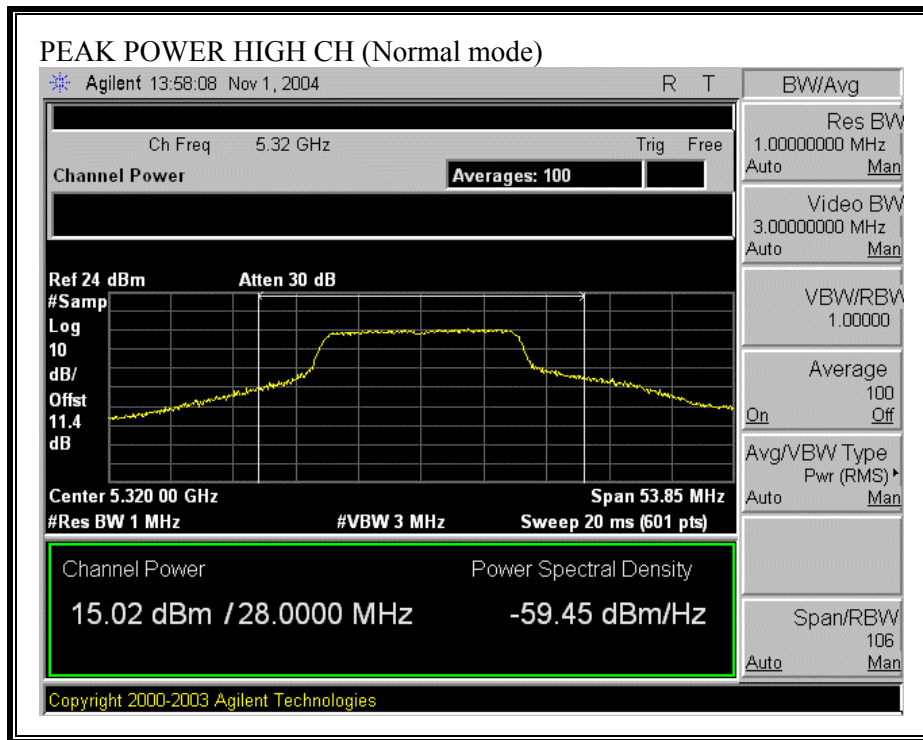 PEAK POWER HIGH CH (Normal mode)
Agilent 13:58:08 Nov 1, 2004 R T
Ch Freq 5.32 GHz Trig Free
Channel Power Averages: 100
Ref 24 dBm Atten 30 dB
#Samp
Log
10
dB/
Offst
11.4
dB
Center 5.320 00 GHz Span 53.85 MHz
#Res BW 1 MHz #VBW 3 MHz Sweep 20 ms (601 pts)
Channel Power Power Spectral Density
15.02 dBm / 28.0000 MHz -59.45 dBm/Hz
Copyright 2000-2003 Agilent Technologies
BW/Avg
Res BW
1.00000000 MHz
Auto Man
Video BW
3.00000000 MHz
Auto Man
VBW/RBW
1.00000
Average
100
On Off
Avg/VBW Type
Pwr (RMS)
Auto Man
Span/RBW
106
Auto Man